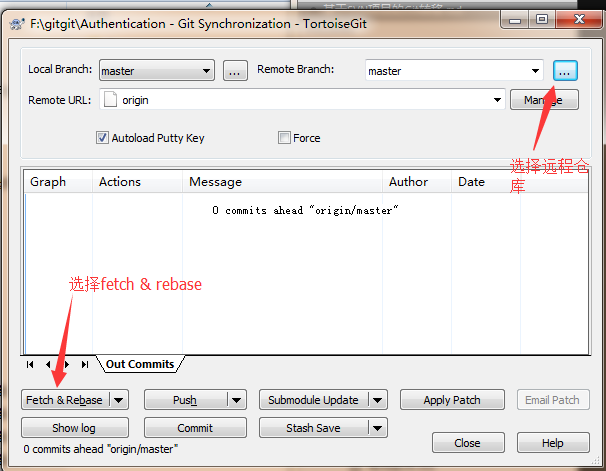 F:\gitgit\Authentication - Git Synchronization - TortoiseGit
Local Branch: master ... Remote Branch: master ...
Remote URL: origin Manage
Autoload Putty Key Force
选择远程仓
库
Graph Actions Message Author Date
0 commits ahead "origin/master"
选择fetch & rebase
Out Commits
Fetch & Rebase Push Submodule Update Apply Patch Email Patch
Show log Commit Stash Save
0 commits ahead "origin/master" Close Help